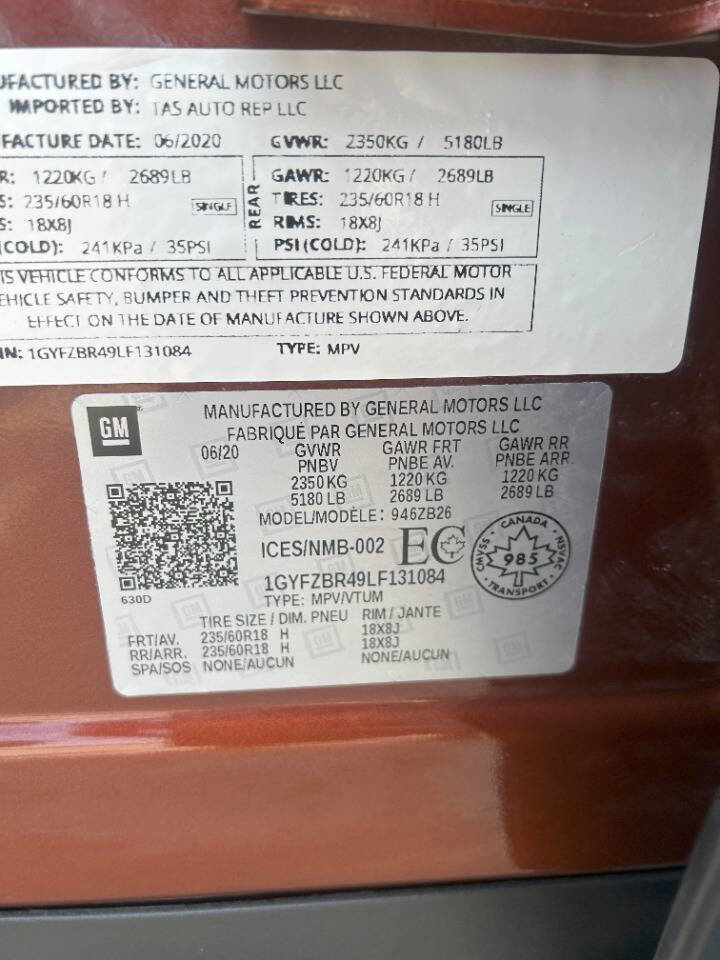 UFACTURED BY: GENERAL MOTORS LLC
IMPORTED BY: TAS AUTO REP LLC
FACTURE DATE: 06/2020 GVWR: 2350KG / 5180LB
R: 1220KG / 2689LB
S: 235/60R18 H SINGLE
S: 18X8J
(COLD): 241KPa / 35PSI
REAR
GAWR: 1220KG / 2689LB
TIRES: 235/60R18 H SINGLE
RIMS: 18X8J
PSI(COLD): 241KPa / 35PSI
IS VEHICLE CONFORMS TO ALL APPLICABLE U.S. FEDERAL MOTOR
EHICLE SAFETY, BUMPER AND THEFT PREVENTION STANDARDS IN
EFFECT ON THE DATE OF MANUFACTURE SHOWN ABOVE.
IN: 1GYFZBR49LF131084 TYPE: MPV
GM
MANUFACTURED BY GENERAL MOTORS LLC
FABRIQUÉ PAR GENERAL MOTORS LLC
06/20 GVWR GAWR FRT GAWR RR
PNBV PNBE AV. PNBE ARR.
2350 KG 1220 KG 1220 KG
5180 LB 2689 LB 2689 LB
MODEL/MODÈLE: 946ZB26
ICES/NMB-002 EC
CANADA
CMVSS 985 NSVAC
TRANSPORT
1GYFZBR49LF131084
630D TYPE: MPV/VTUM
TIRE SIZE / DIM. PNEU RIM / JANTE
FRT/AV. 235/60R18 H 18X8J
RR/ARR. 235/60R18 H 18X8J
SPA/SOS NONE/AUCUN NONE/AUCUN